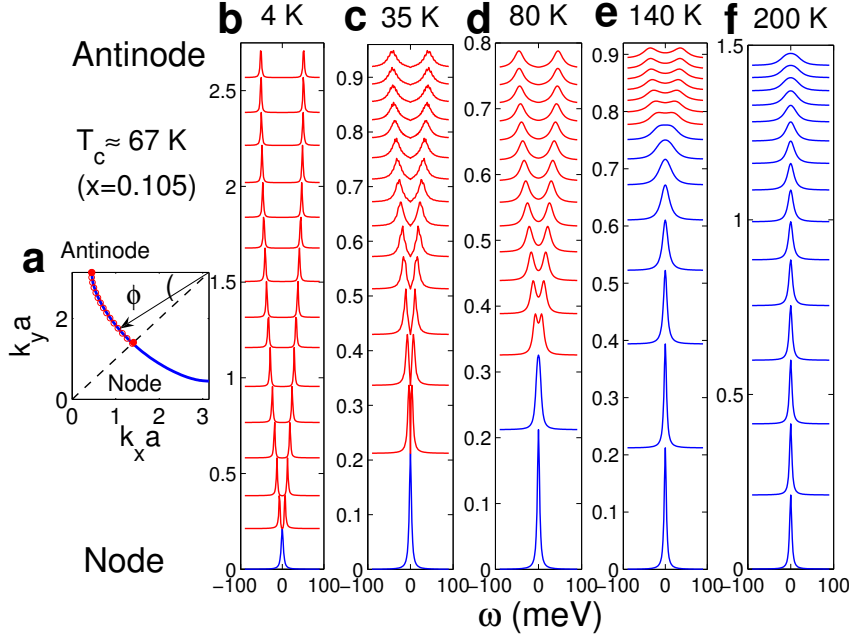 b 4 K
c 35 K
d 80 K
e 140 K
f 200 K
Antinode
T_c ≈ 67 K
(x=0.105)
a
Antinode
ϕ
Node
k_y a
2
0
0 1 2 3
k_x a
Node
2.5
2
1.5
1
0.5
0
−100 0 100
0.9
0.8
0.7
0.6
0.5
0.4
0.3
0.2
0.1
0
−100 0 100
0.8
0.7
0.6
0.5
0.4
0.3
0.2
0.1
0
−100 0 100
0.9
0.8
0.7
0.6
0.5
0.4
0.3
0.2
0.1
0
−100 0 100
1.5
1
0.5
0
−100 0 100
ω (meV)